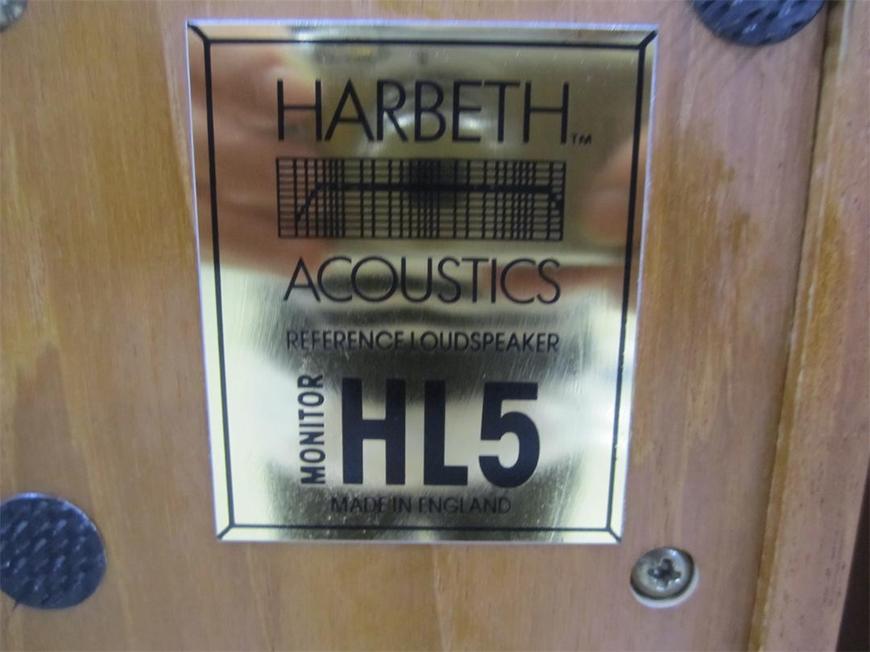 HARBETH™
ACOUSTICS
REFERENCE LOUDSPEAKER
MONITOR
HL5
MADE IN ENGLAND